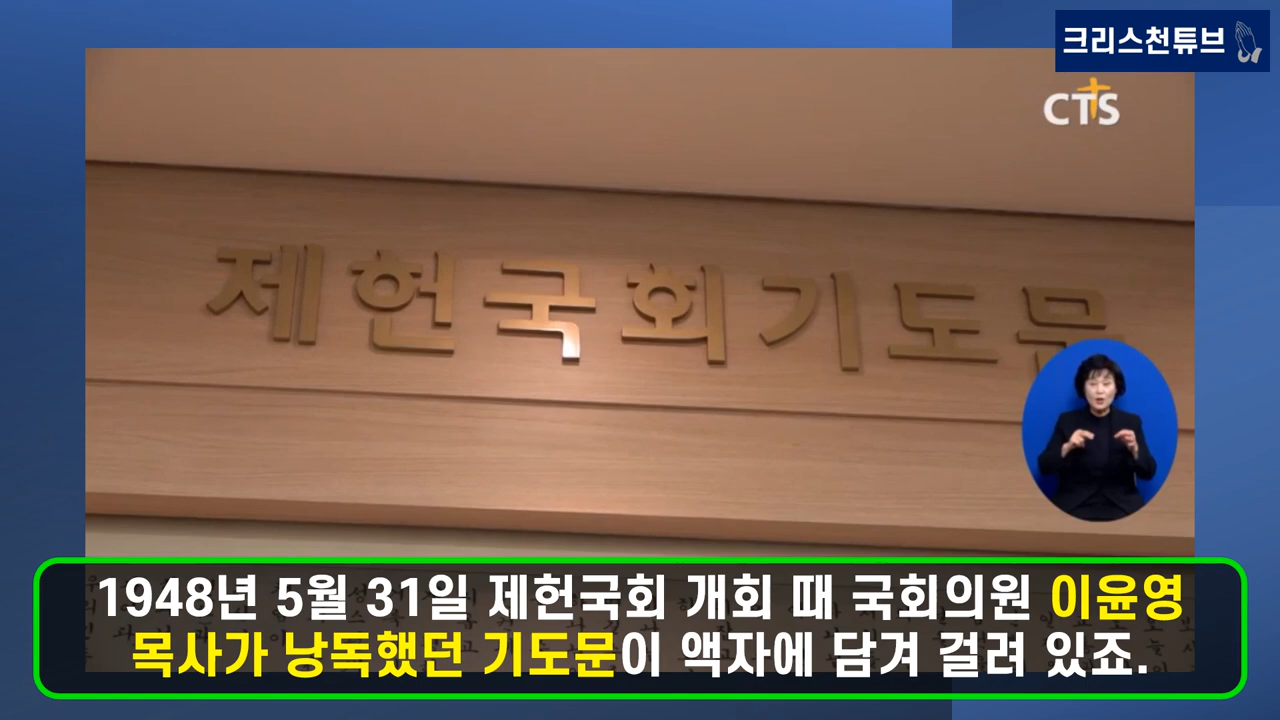 크리스천튜브
CTS
제헌국회기도문
1948년 5월 31일 제헌국회 개회 때 국회의원 이윤영
목사가 낭독했던 기도문이 액자에 담겨 걸려 있죠.